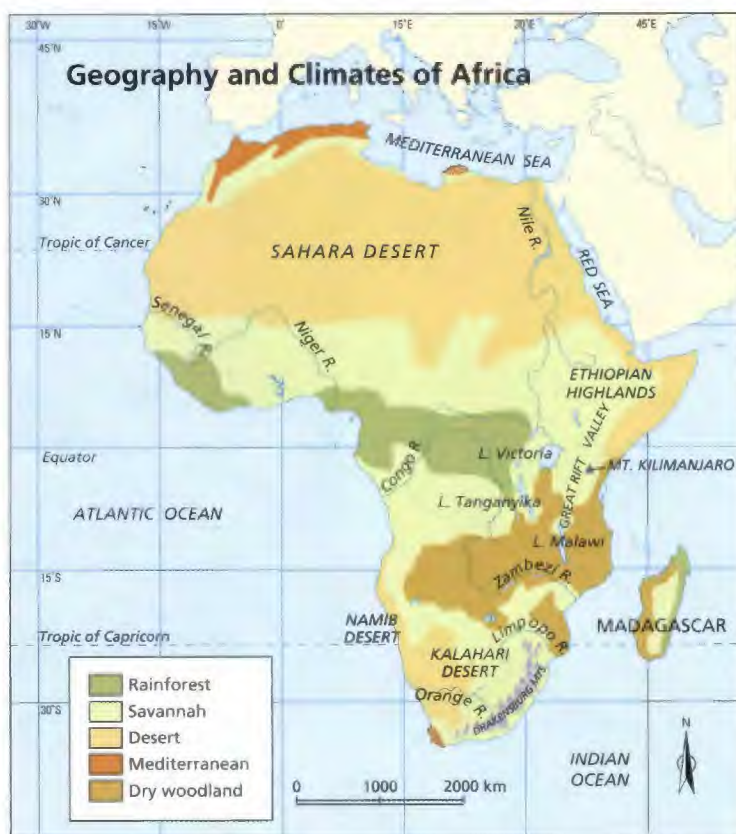 30°W
15°W
0°
15°E
30°E
45°E
45°N
Geography and Climates of Africa
MEDITERRANEAN SEA
30°N
Nile R.
Tropic of Cancer
SAHARA DESERT
RED SEA
Senegal R.
Niger R.
15°N
ETHIOPIAN
HIGHLANDS
GREAT RIFT VALLEY
L. Victoria
Equator
Congo R.
MT. KILIMANJARO
L. Tanganyika
ATLANTIC OCEAN
L. Malawi
15°S
Zambezi R.
NAMIB
DESERT
MADAGASCAR
Tropic of Capricorn
Limpopo R.
KALAHARI
DESERT
Orange R.
DRAKENSBURG MTS.
30°S
Rainforest
Savannah
Desert
Mediterranean
Dry woodland
0 1000 2000 km
INDIAN
OCEAN
N